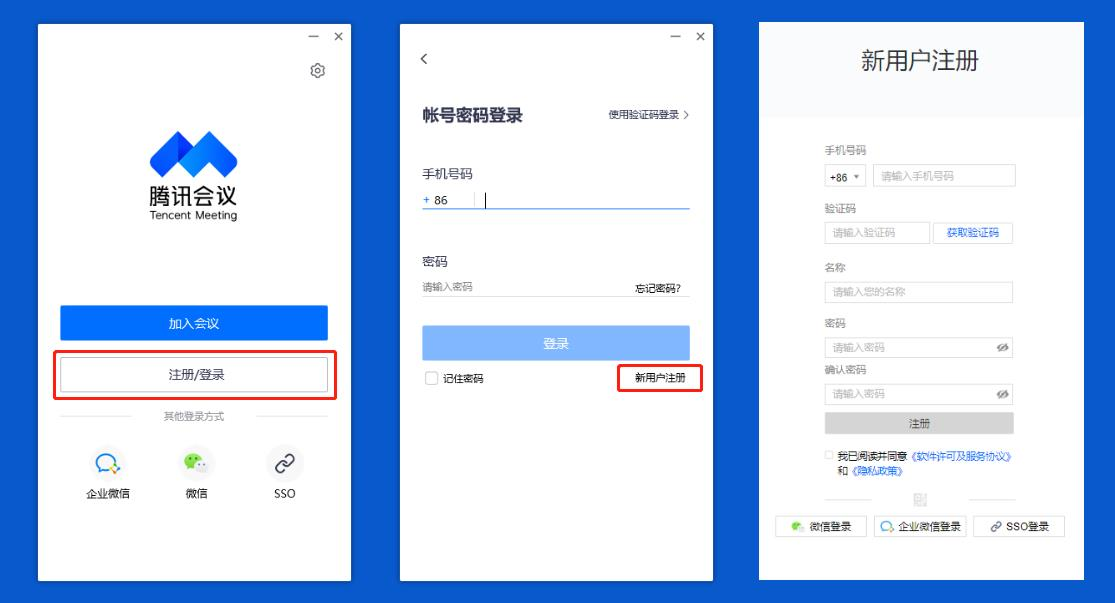 腾讯会议
Tencent Meeting
加入会议
注册/登录
其他登录方式
企业微信
微信
SSO
帐号密码登录
使用验证码登录
手机号码
+ 86
密码
请输入密码
忘记密码?
登录
记住密码
新用户注册
新用户注册
手机号码
+86
请输入手机号码
验证码
请输入验证码
获取验证码
名称
请输入您的名称
密码
请输入密码
确认密码
请输入密码
注册
我已阅读并同意《软件许可及服务协议》
和《隐私政策》
微信登录
企业微信登录
SSO登录